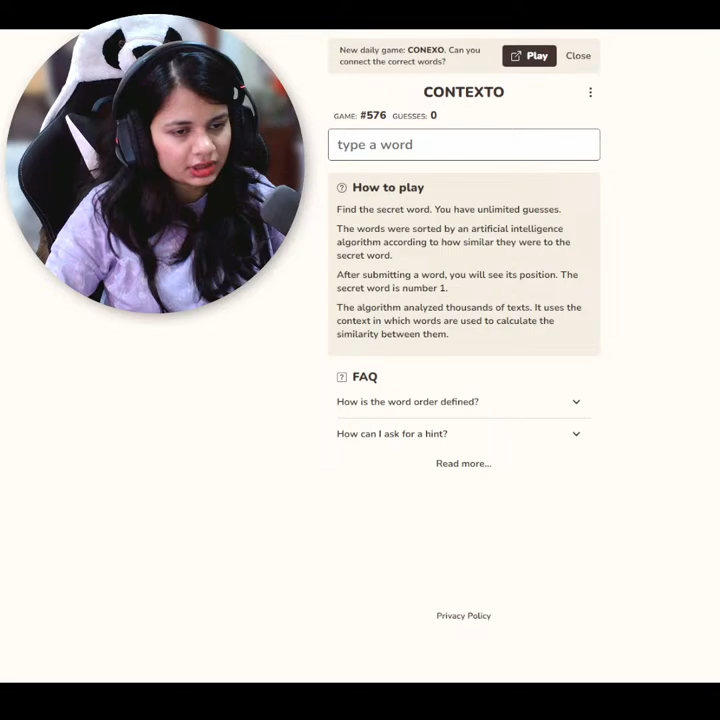 New daily game: CONEXO. Can you
connect the correct words?
Play
Close
CONTEXTO
GAME: #576 GUESSES: 0
type a word
How to play
Find the secret word. You have unlimited guesses.
The words were sorted by an artificial intelligence
algorithm according to how similar they were to the
secret word.
After submitting a word, you will see its position. The
secret word is number 1.
The algorithm analyzed thousands of texts. It uses the
context in which words are used to calculate the
similarity between them.
FAQ
How is the word order defined?
How can I ask for a hint?
Read more...
Privacy Policy